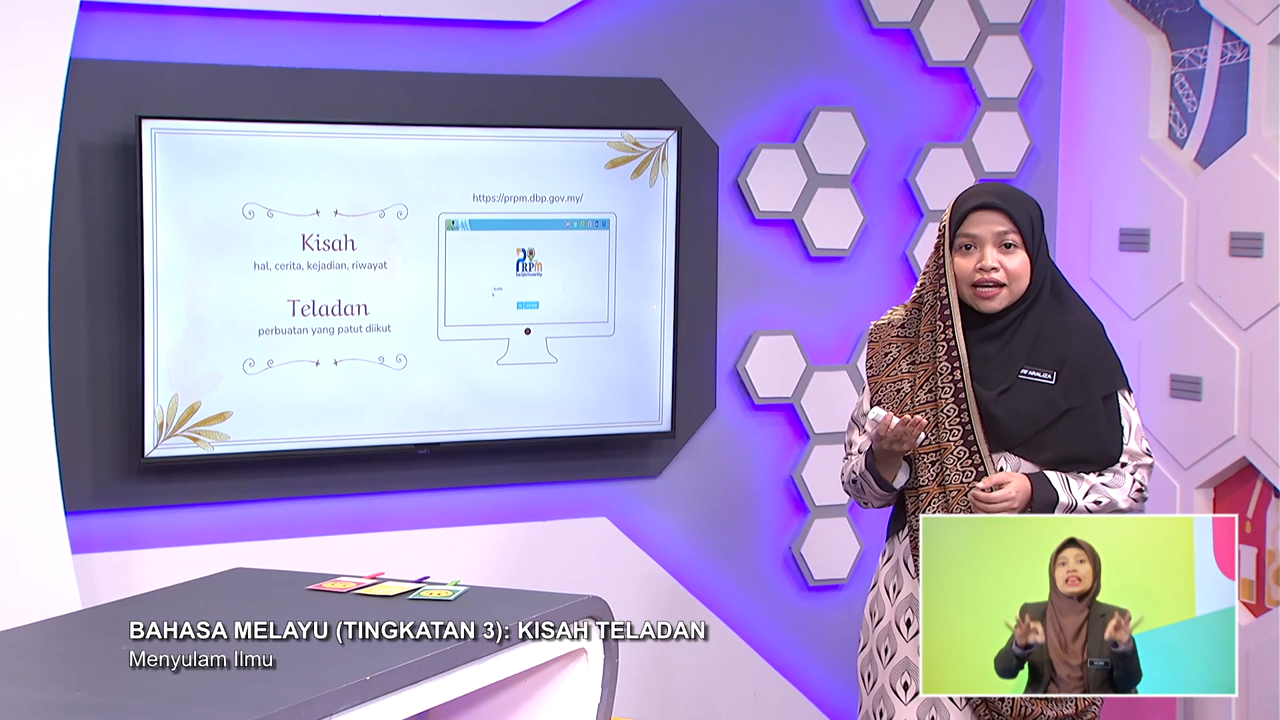 https://prpm.dbp.gov.my/
Kisah
hal, cerita, kejadian, riwayat
PRPM
Teladan
perbuatan yang patut diikut
BAHASA MELAYU (TINGKATAN 3): KISAH TELADAN
Menyulam Ilmu